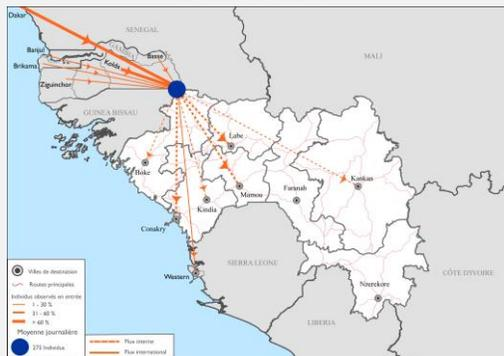 Dakar
SENEGAL
MALI
Banjul
GAMBIA
Brikama
Kolda
Basse
Ziguinchor
GUINEA BISSAU
Labe
Boke
Kankan
Mamou
Faranah
Kindia
Conakry
Western
SIERRA LEONE
CÔTE D'IVOIRE
Nzerekore
LIBERIA
Villes de destination
Routes principales
Individus observés en entrée
1 - 30 %
31 - 60 %
> 60 %
Moyenne journalière
275 Individus
Flux interne
Flux international